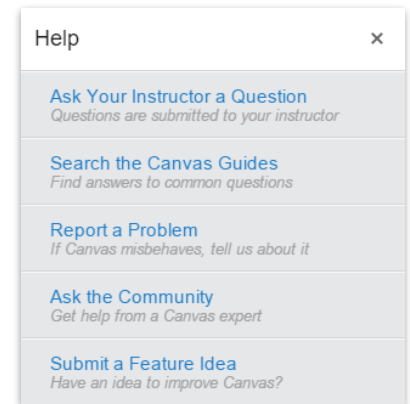 Help ×
Ask Your Instructor a Question
Questions are submitted to your instructor
Search the Canvas Guides
Find answers to common questions
Report a Problem
If Canvas misbehaves, tell us about it
Ask the Community
Get help from a Canvas expert
Submit a Feature Idea
Have an idea to improve Canvas?